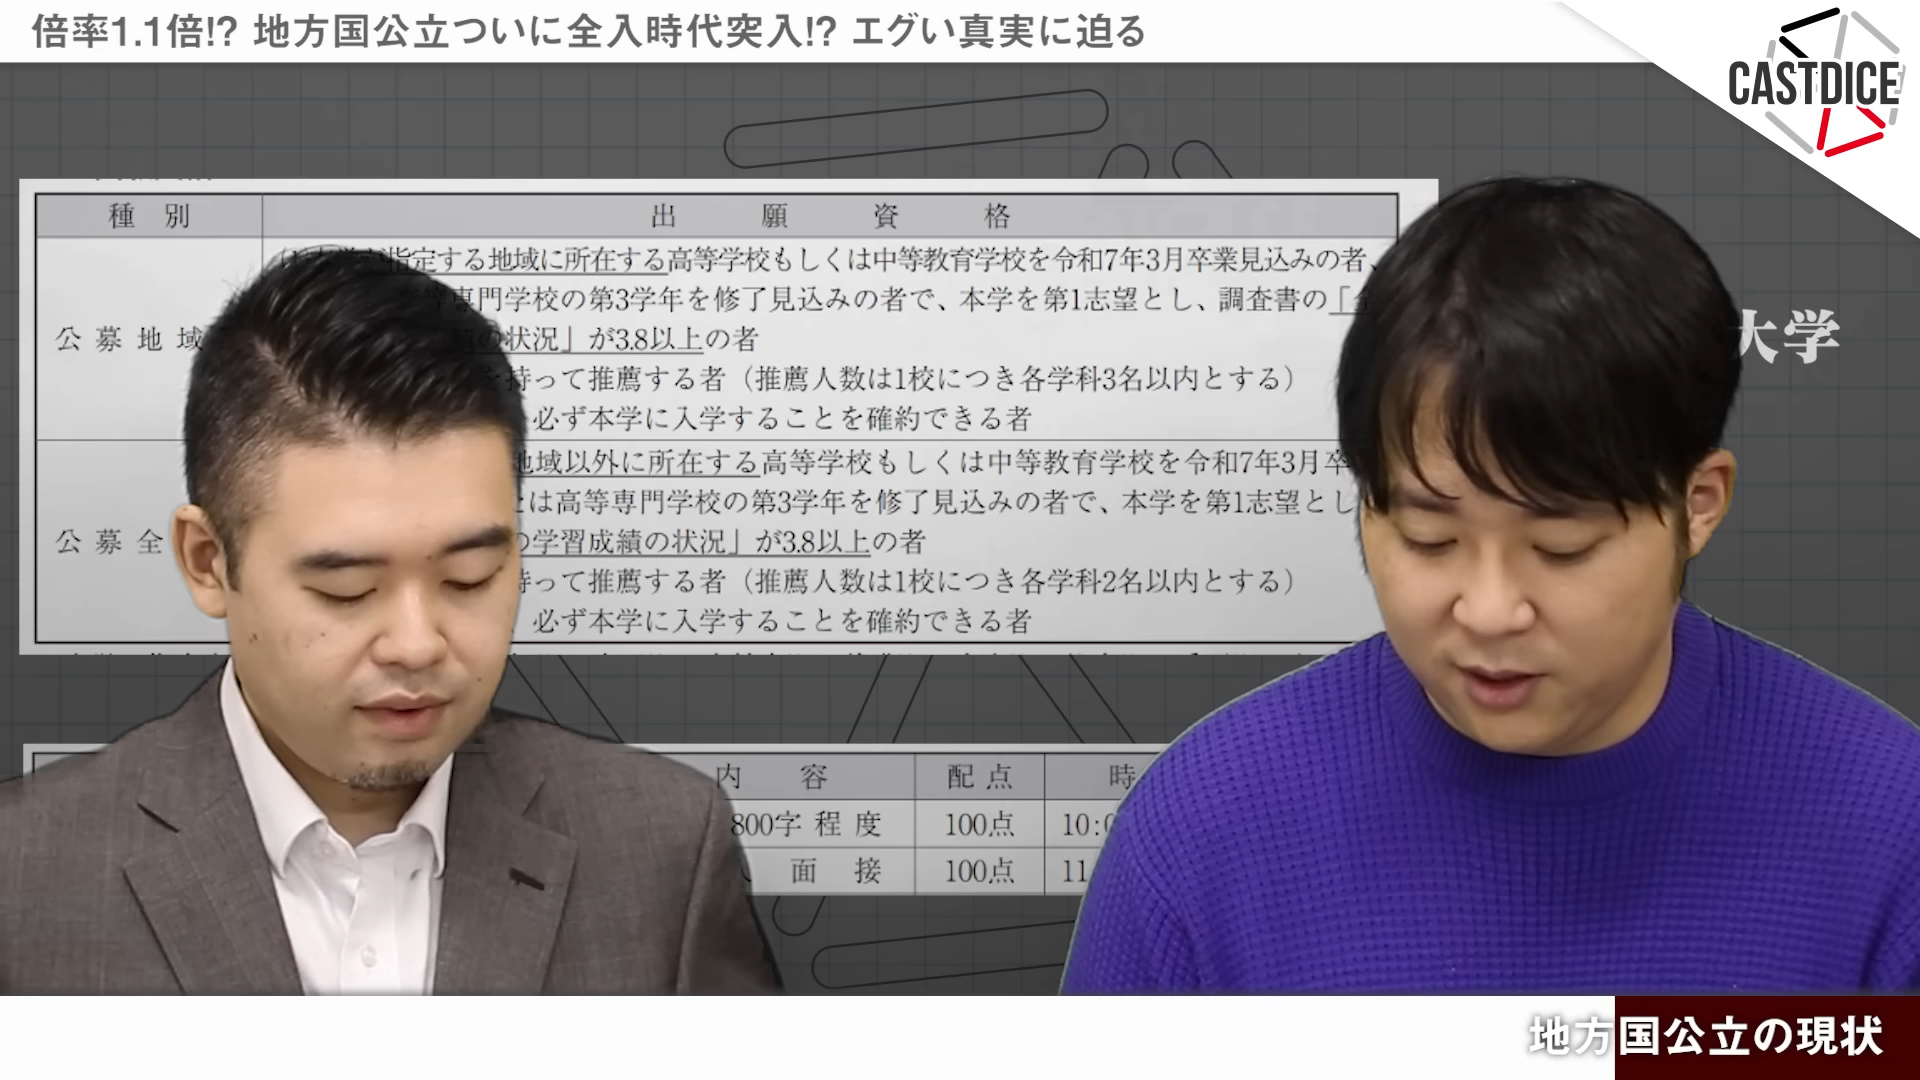 倍率1.1倍!? 地方国公立ついに全入時代突入!? エグい真実に迫る
CASTDICE
種 別 出 願 資 格
指定する地域に所在する高等学校もしくは中等教育学校を令和7年3月卒業見込みの者、
専門学校の第3学年を修了見込みの者で、本学を第1志望とし、調査書の「
公 募 地 域
の状況」が3.8以上の者
大学
持って推薦する者（推薦人数は1校につき各学科3名以内とする）
必ず本学に入学することを確約できる者
地域以外に所在する高等学校もしくは中等教育学校を令和7年3月卒
は高等専門学校の第3学年を修了見込みの者で、本学を第1志望とし
公 募 全
の学習成績の状況」が3.8以上の者
持って推薦する者（推薦人数は1校につき各学科2名以内とする）
必ず本学に入学することを確約できる者
内 容 配 点 時
800字 程 度 100点 10:0
面 接 100点 11
地方国公立の現状